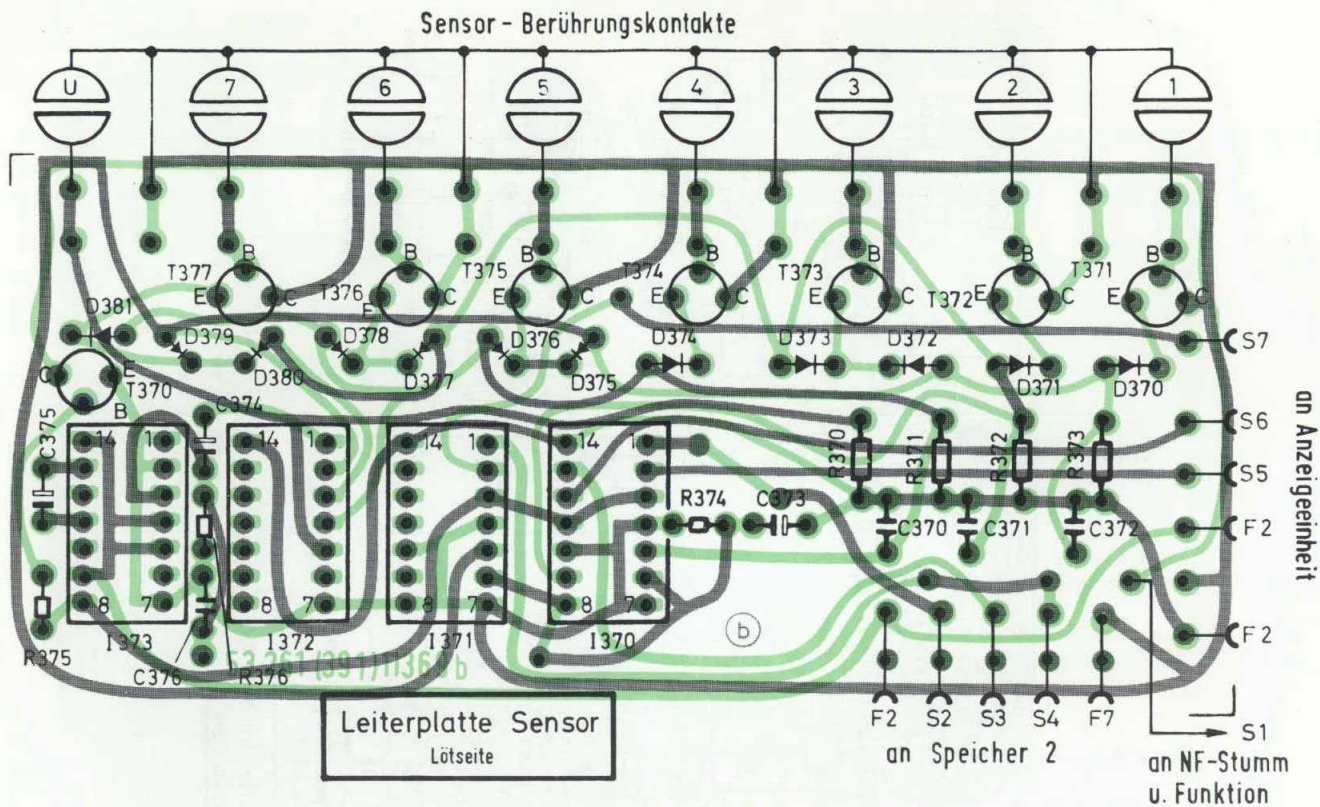 Sensor - Berührungskontakte
U 7 6 5 4 3 2 1
B B B B B B B
T377 T376 T375 T374 T373 T372 T371
E C E C E C E C E C E C E C
D381 D379 D378 D376 D374 D373 D372
S7
D380 D377 D375 D371 D370
C E T370 B
C375 C374
S6
R370 R371 R372 R373
14 1 14 1 14 1 14 1
S5
R374 C373 C370 C371 C372
F2
an Anzeigeeinheit
8 7 8 7 8 7 8 7
b
F2
R375 I373 C376 R376 I372 I371 I370
F2 S2 S3 S4 F7
S1
Leiterplatte Sensor
Lötseite
an Speicher 2
an NF-Stumm
u. Funktion